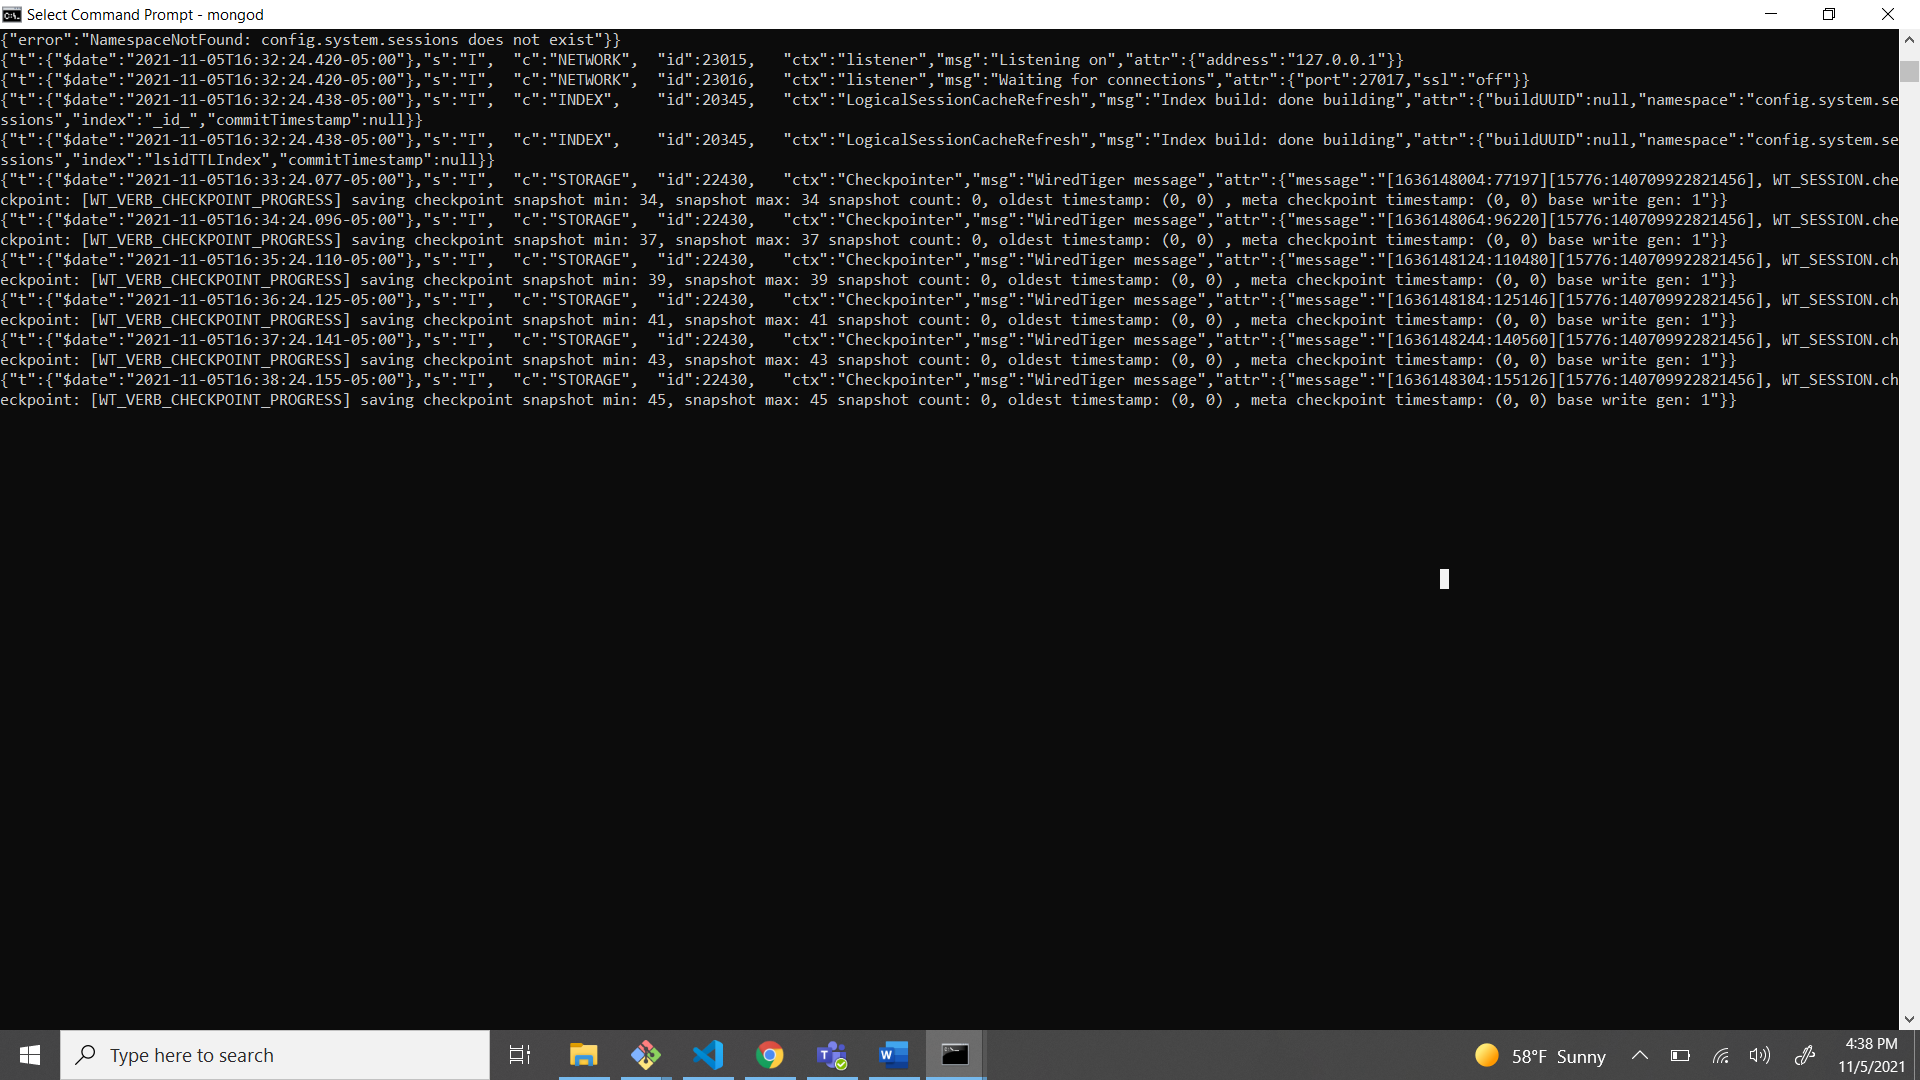 Select Command Prompt - mongod
{"error":"NamespaceNotFound: config.system.sessions does not exist"}}
{"t":{"$date":"2021-11-05T16:32:24.420-05:00"},"s":"I",  "c":"NETWORK",  "id":23015,   "ctx":"listener","msg":"Listening on","attr":{"address":"127.0.0.1"}}
{"t":{"$date":"2021-11-05T16:32:24.420-05:00"},"s":"I",  "c":"NETWORK",  "id":23016,   "ctx":"listener","msg":"Waiting for connections","attr":{"port":27017,"ssl":"off"}}
{"t":{"$date":"2021-11-05T16:32:24.438-05:00"},"s":"I",  "c":"INDEX",    "id":20345,   "ctx":"LogicalSessionCacheRefresh","msg":"Index build: done building","attr":{"buildUUID":null,"namespace":"config.system.se
ssions","index":"_id_","commitTimestamp":null}}
{"t":{"$date":"2021-11-05T16:32:24.438-05:00"},"s":"I",  "c":"INDEX",    "id":20345,   "ctx":"LogicalSessionCacheRefresh","msg":"Index build: done building","attr":{"buildUUID":null,"namespace":"config.system.se
ssions","index":"lsidTTLIndex","commitTimestamp":null}}
{"t":{"$date":"2021-11-05T16:33:24.077-05:00"},"s":"I",  "c":"STORAGE",  "id":22430,   "ctx":"Checkpointer","msg":"WiredTiger message","attr":{"message":"[1636148004:77197][15776:140709922821456], WT_SESSION.che
ckpoint: [WT_VERB_CHECKPOINT_PROGRESS] saving checkpoint snapshot min: 34, snapshot max: 34 snapshot count: 0, oldest timestamp: (0, 0) , meta checkpoint timestamp: (0, 0) base write gen: 1"}}
{"t":{"$date":"2021-11-05T16:34:24.096-05:00"},"s":"I",  "c":"STORAGE",  "id":22430,   "ctx":"Checkpointer","msg":"WiredTiger message","attr":{"message":"[1636148064:96220][15776:140709922821456], WT_SESSION.che
ckpoint: [WT_VERB_CHECKPOINT_PROGRESS] saving checkpoint snapshot min: 37, snapshot max: 37 snapshot count: 0, oldest timestamp: (0, 0) , meta checkpoint timestamp: (0, 0) base write gen: 1"}}
{"t":{"$date":"2021-11-05T16:35:24.110-05:00"},"s":"I",  "c":"STORAGE",  "id":22430,   "ctx":"Checkpointer","msg":"WiredTiger message","attr":{"message":"[1636148124:110480][15776:140709922821456], WT_SESSION.ch
eckpoint: [WT_VERB_CHECKPOINT_PROGRESS] saving checkpoint snapshot min: 39, snapshot max: 39 snapshot count: 0, oldest timestamp: (0, 0) , meta checkpoint timestamp: (0, 0) base write gen: 1"}}
{"t":{"$date":"2021-11-05T16:36:24.125-05:00"},"s":"I",  "c":"STORAGE",  "id":22430,   "ctx":"Checkpointer","msg":"WiredTiger message","attr":{"message":"[1636148184:125146][15776:140709922821456], WT_SESSION.ch
eckpoint: [WT_VERB_CHECKPOINT_PROGRESS] saving checkpoint snapshot min: 41, snapshot max: 41 snapshot count: 0, oldest timestamp: (0, 0) , meta checkpoint timestamp: (0, 0) base write gen: 1"}}
{"t":{"$date":"2021-11-05T16:37:24.141-05:00"},"s":"I",  "c":"STORAGE",  "id":22430,   "ctx":"Checkpointer","msg":"WiredTiger message","attr":{"message":"[1636148244:140560][15776:140709922821456], WT_SESSION.ch
eckpoint: [WT_VERB_CHECKPOINT_PROGRESS] saving checkpoint snapshot min: 43, snapshot max: 43 snapshot count: 0, oldest timestamp: (0, 0) , meta checkpoint timestamp: (0, 0) base write gen: 1"}}
{"t":{"$date":"2021-11-05T16:38:24.155-05:00"},"s":"I",  "c":"STORAGE",  "id":22430,   "ctx":"Checkpointer","msg":"WiredTiger message","attr":{"message":"[1636148304:155126][15776:140709922821456], WT_SESSION.ch
eckpoint: [WT_VERB_CHECKPOINT_PROGRESS] saving checkpoint snapshot min: 45, snapshot max: 45 snapshot count: 0, oldest timestamp: (0, 0) , meta checkpoint timestamp: (0, 0) base write gen: 1"}}
Type here to search
58°F Sunny
4:38 PM
11/5/2021